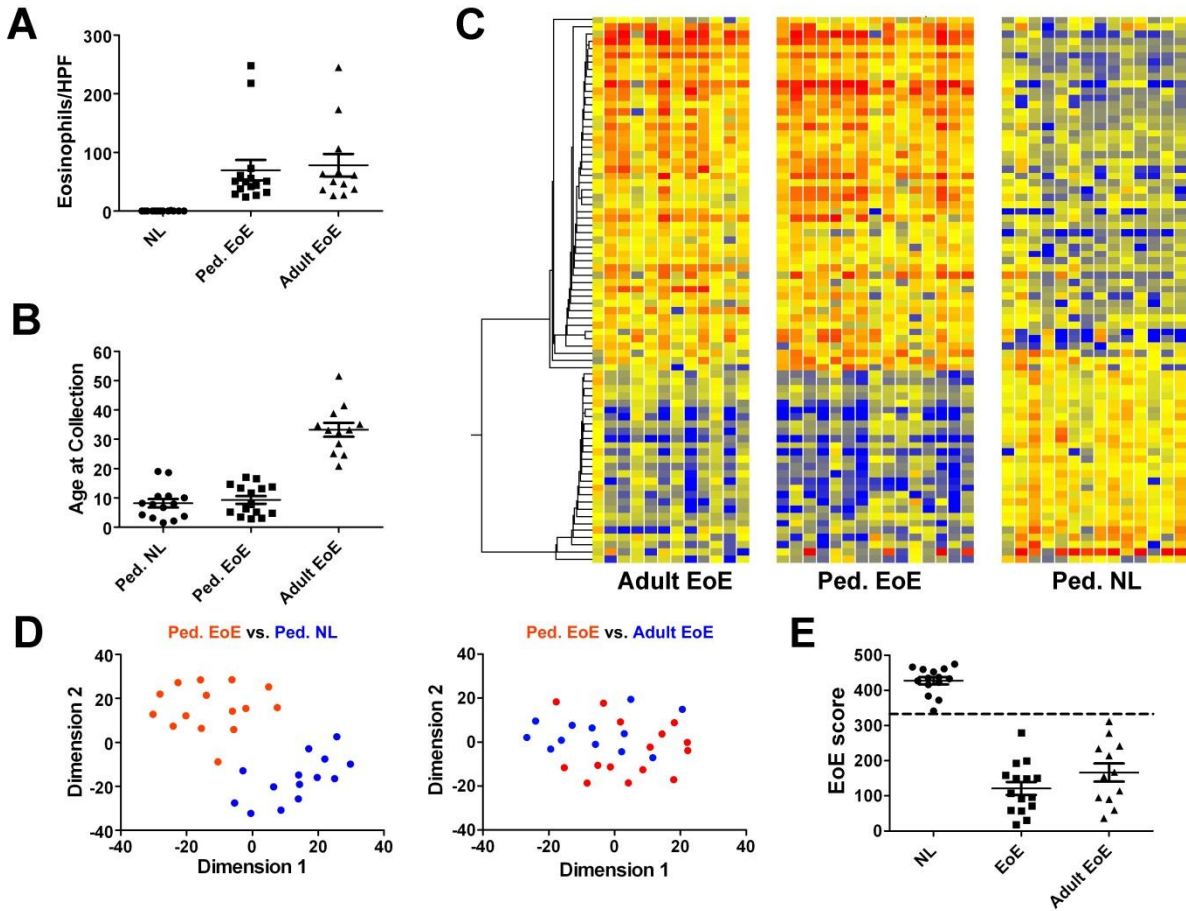 A
Eosinophils/HPF
300
200
100
0
NL
Ped. EoE
Adult EoE
B
Age at Collection
60
50
40
30
20
10
0
Ped. NL
Ped. EoE
Adult EoE
C
Adult EoE
Ped. EoE
Ped. NL
D
Ped. EoE vs. Ped. NL
Dimension 2
40
20
0
-20
-40
-40 -20 0 20 40
Dimension 1
Ped. EoE vs. Adult EoE
Dimension 2
40
20
0
-20
-40
-40 -20 0 20 40
Dimension 1
E
EoE score
500
400
300
200
100
0
NL
EoE
Adult EoE